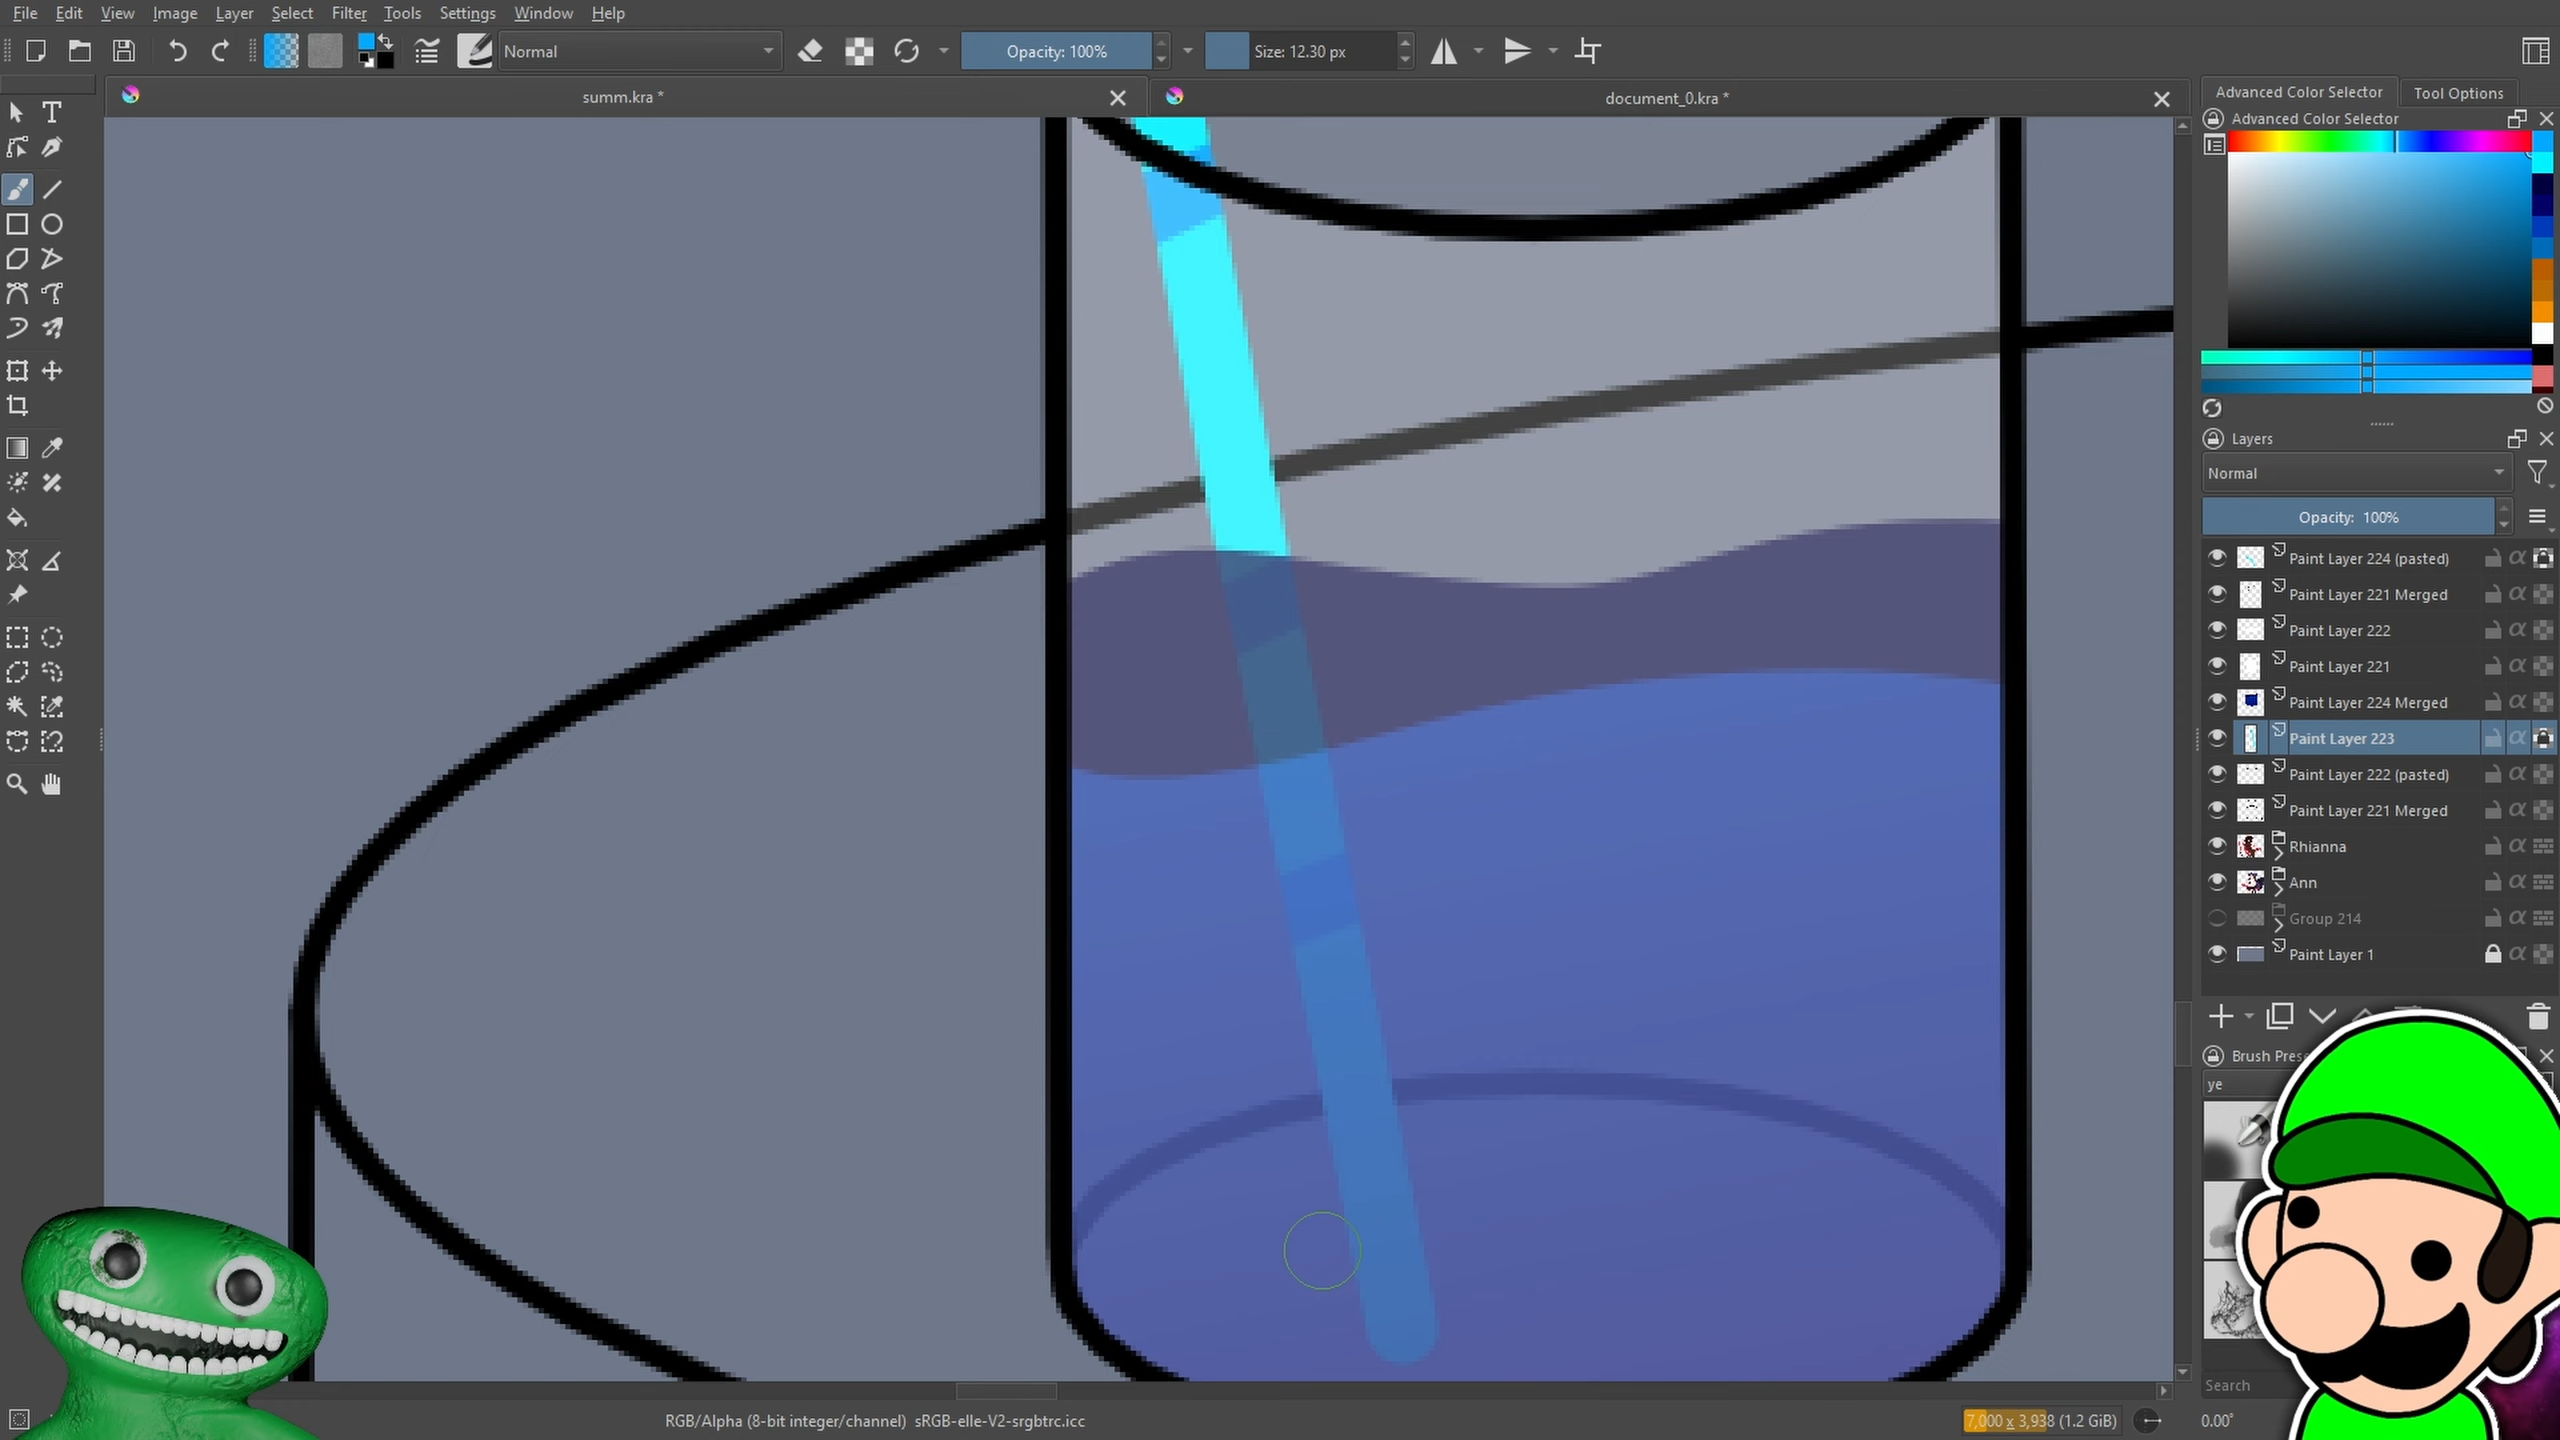 File Edit View Image Layer Select Filter Tools Settings Window Help
Normal
Opacity: 100%
Size: 12.30 px
summ.kra *
document_0.kra *
Advanced Color Selector
Tool Options
Advanced Color Selector
Layers
Normal
Opacity: 100%
Paint Layer 224 (pasted)
Paint Layer 221 Merged
Paint Layer 222
Paint Layer 221
Paint Layer 224 Merged
Paint Layer 223
Paint Layer 222 (pasted)
Paint Layer 221 Merged
Rhianna
Ann
Group 214
Paint Layer 1
Brush Pres
ye
Search
RGB/Alpha (8-bit integer/channel) sRGB-elle-V2-srgbtrc.icc
7,000 x 3,938 (1.2 GiB)
0.00°